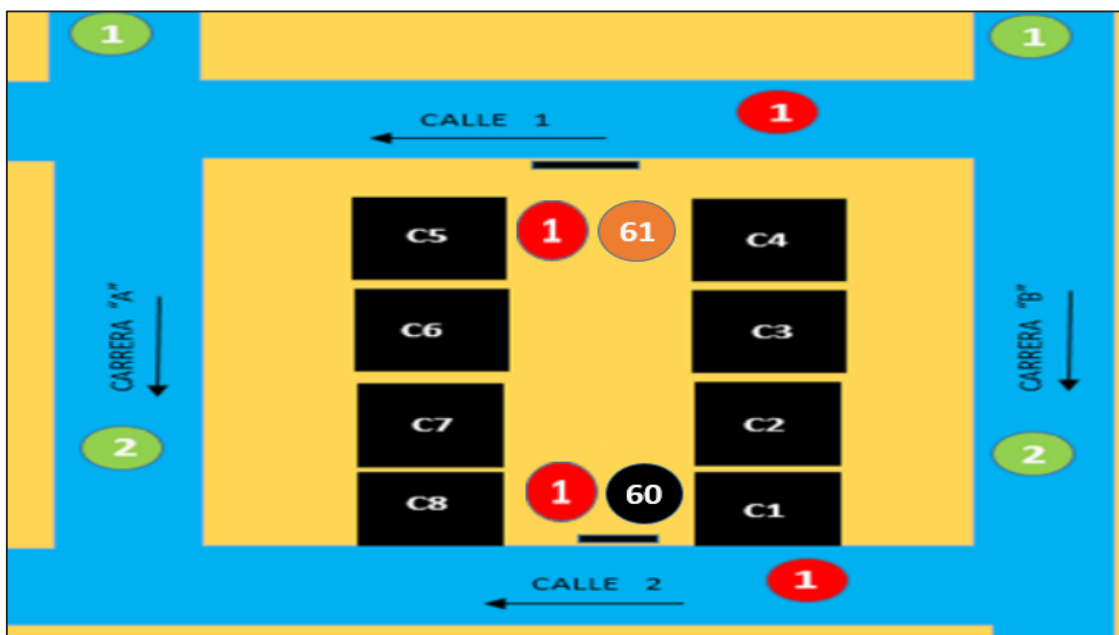 1
1
1
CALLE 1
C5
1
61
C4
CARRERA "A"
CARRERA "B"
C6
C3
C7
C2
2
2
C8
1
60
C1
CALLE 2
1